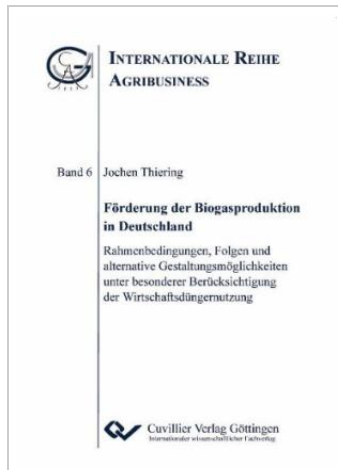 INTERNATIONALE REIHE
AGRIBUSINESS
Band 6 Jochen Thiering
Förderung der Biogasproduktion
in Deutschland
Rahmenbedingungen, Folgen und
alternative Gestaltungsmöglichkeiten
unter besonderer Berücksichtigung
der Wirtschaftsdüngernutzung
Cuvillier Verlag Göttingen
Internationaler wissenschaftlicher Fachverlag